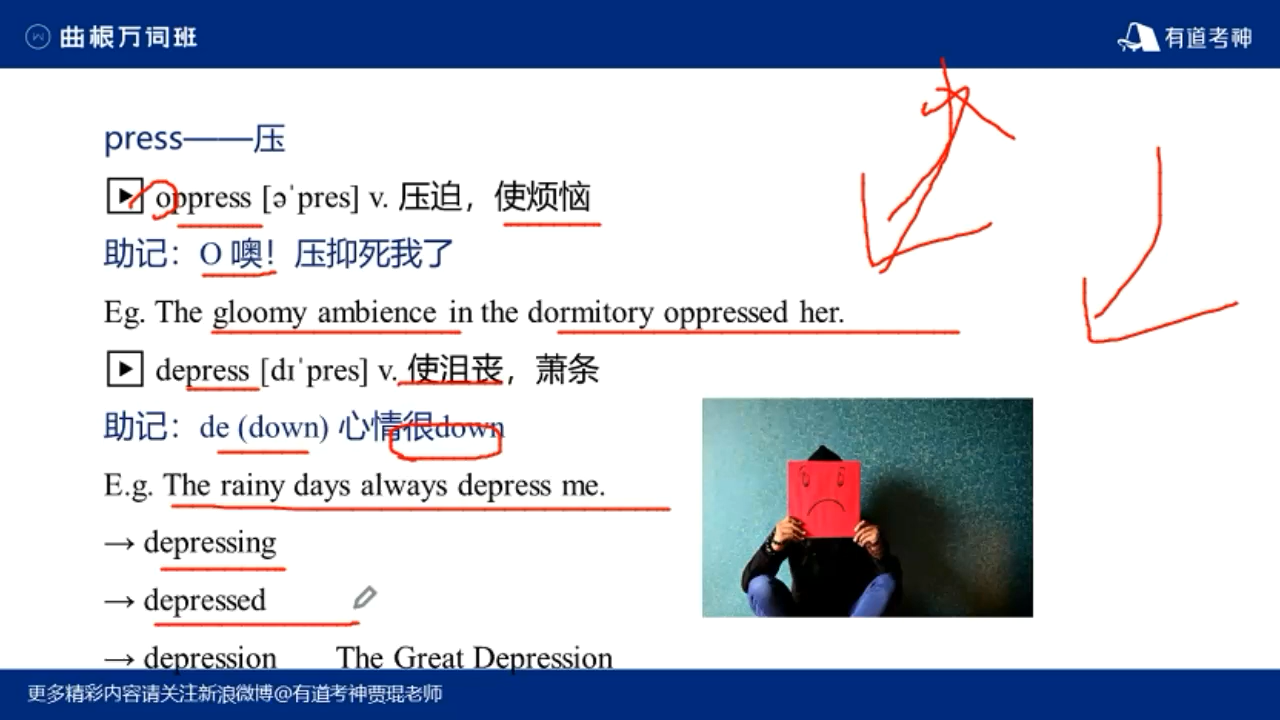 曲根万词班
有道考神
press——压
oppress [əˈpres] v. 压迫，使烦恼
助记：O 噢！压抑死我了
Eg. The gloomy ambience in the dormitory oppressed her.
depress [dɪˈpres] v. 使沮丧，萧条
助记：de (down) 心情很down
E.g. The rainy days always depress me.
→ depressing
→ depressed
→ depression The Great Depression
更多精彩内容请关注新浪微博@有道考神贾琨老师